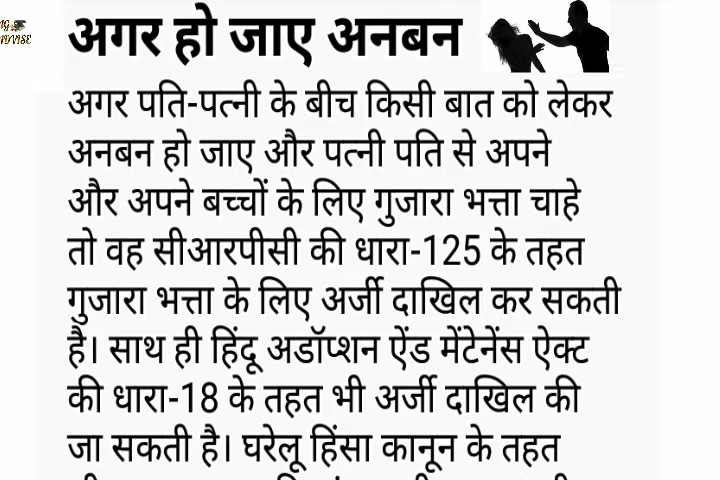 अगर हो जाए अनबन
अगर पति-पत्नी के बीच किसी बात को लेकर
अनबन हो जाए और पत्नी पति से अपने
और अपने बच्चों के लिए गुजारा भत्ता चाहे
तो वह सीआरपीसी की धारा-125 के तहत
गुजारा भत्ता के लिए अर्जी दाखिल कर सकती
है। साथ ही हिंदू अडॉप्शन ऐंड मेंटेनेंस ऐक्ट
की धारा-18 के तहत भी अर्जी दाखिल की
जा सकती है। घरेलू हिंसा कानून के तहत